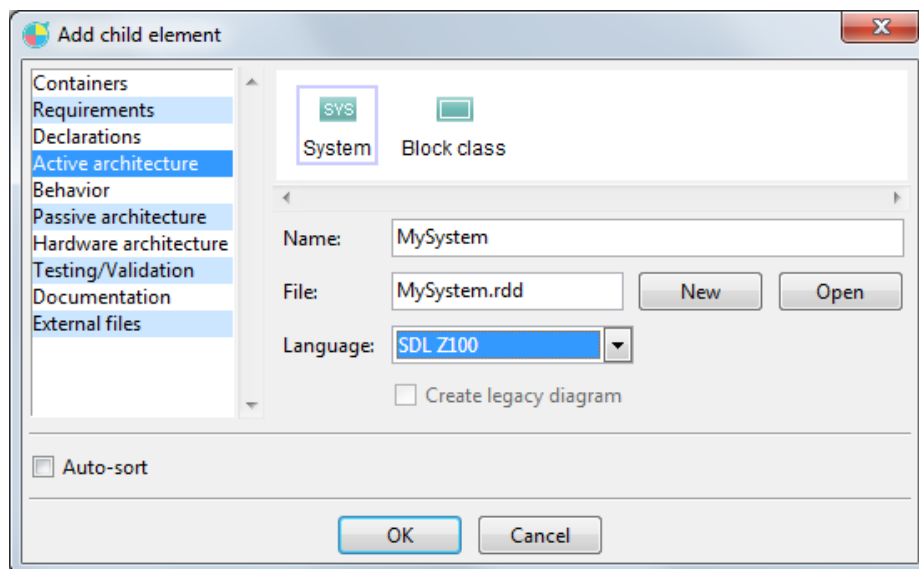 Add child element
Containers
Requirements
Declarations
Active architecture
Behavior
Passive architecture
Hardware architecture
Testing/Validation
Documentation
External files
SYS
System
Block class
Name:
MySystem
File:
MySystem.rdd
New
Open
Language:
SDL Z100
Create legacy diagram
Auto-sort
OK
Cancel